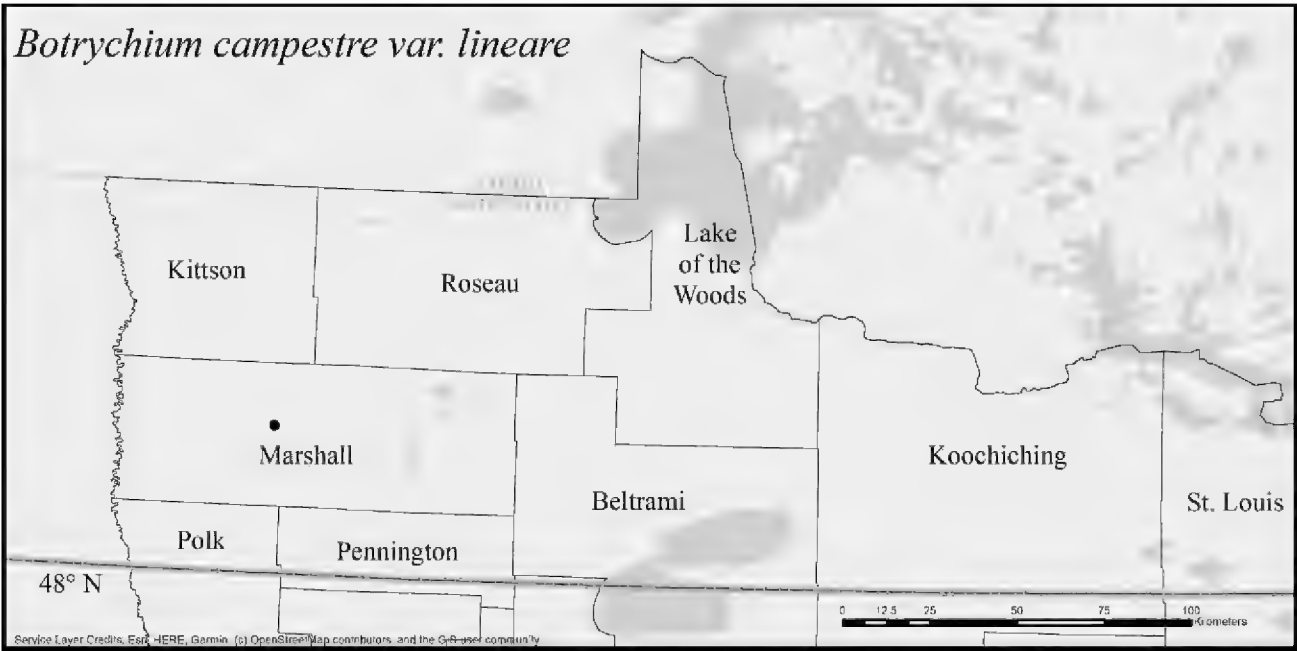 Botrychium campestre var. lineare
Lake
of the
Woods
Kittson
Roseau
Marshall
Koochiching
Beltrami
St. Louis
Polk
Pennington
48° N
0 12.5 25 50 75 100
Kilometers
Service Layer Credits: Esri, HERE, Garmin, (c) OpenStreetMap contributors, and the GIS user community